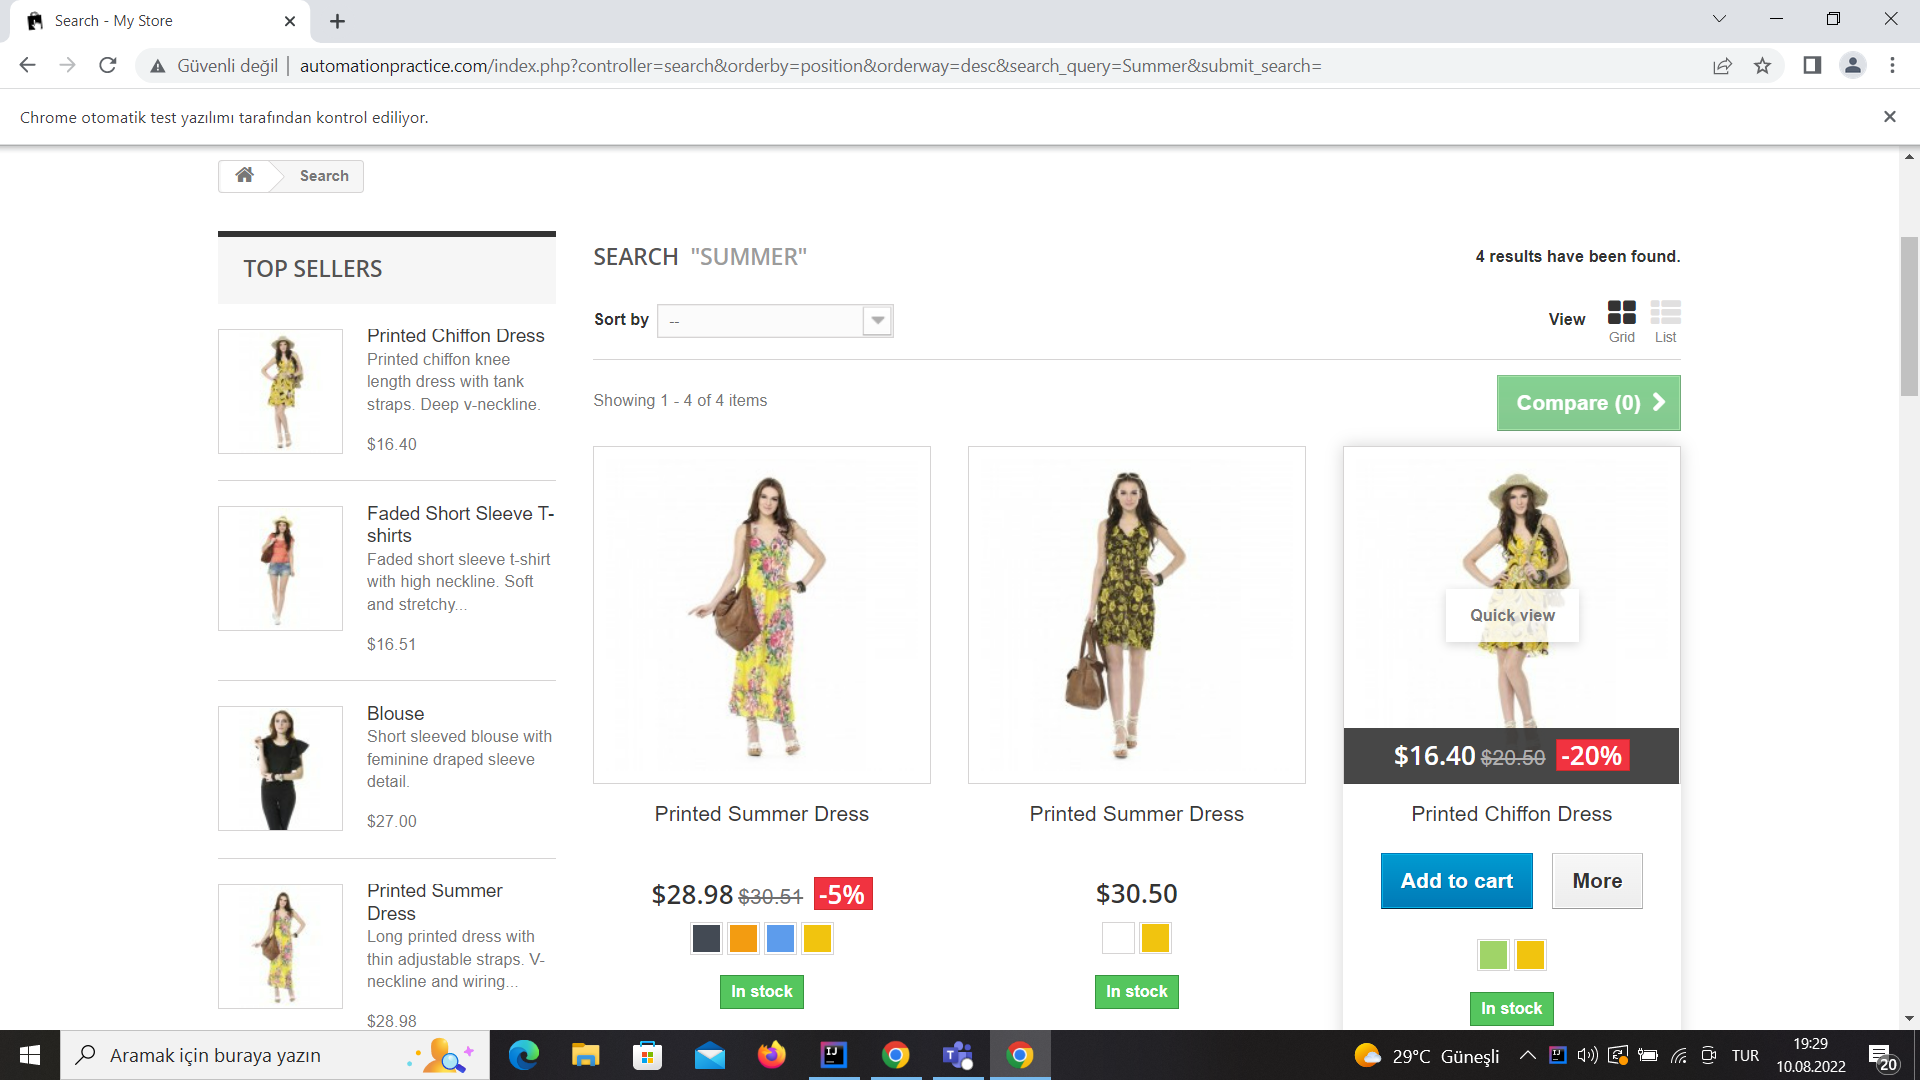 Search - My Store
Güvenli değil
automationpractice.com/index.php?controller=search&orderby=position&orderway=desc&search_query=Summer&submit_search=
Chrome otomatik test yazılımı tarafından kontrol ediliyor.
Search
TOP SELLERS
Printed Chiffon Dress
Printed chiffon knee
length dress with tank
straps. Deep v-neckline.
$16.40
Faded Short Sleeve T-
shirts
Faded short sleeve t-shirt
with high neckline. Soft
and stretchy...
$16.51
Blouse
Short sleeved blouse with
feminine draped sleeve
detail.
$27.00
Printed Summer
Dress
Long printed dress with
thin adjustable straps. V-
neckline and wiring...
$28.98
SEARCH "SUMMER"
4 results have been found.
Sort by --
View
Grid
List
Showing 1 - 4 of 4 items
Compare (0)
Printed Summer Dress
$28.98 $30.51 -5%
In stock
Printed Summer Dress
$30.50
In stock
Quick view
$16.40 $20.50 -20%
Printed Chiffon Dress
Add to cart
More
In stock
Aramak için buraya yazın
29°C Güneşli
TUR
19:29
10.08.2022
20